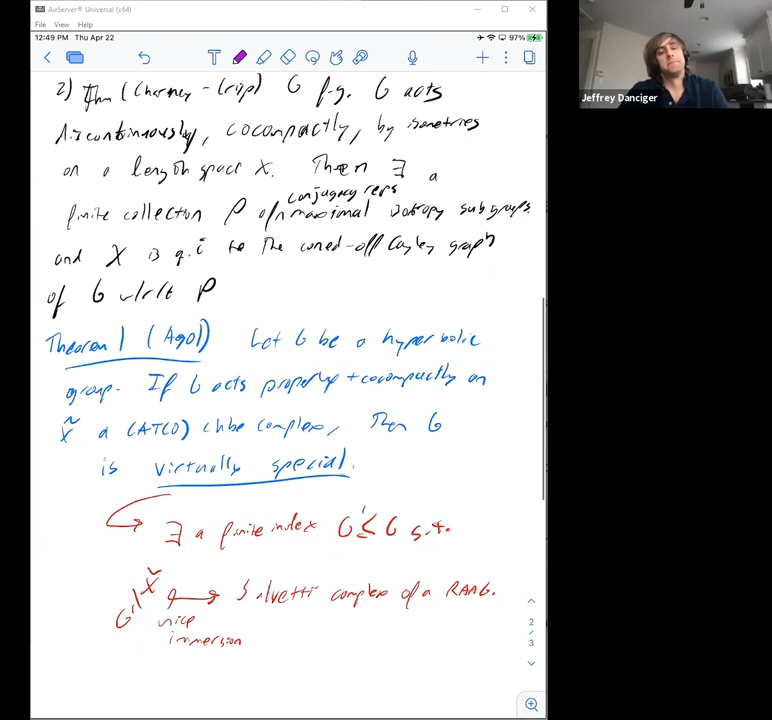 AirServer® Universal (x64)
File View Help
12:49 PM Thu Apr 22
97%
Jeffrey Danciger
2) Thm (Charney - Crisp) G f.g. G acts
discontinuously, cocompactly, by isometries
on a length space X. Then ∃ a
conjugacy reps
finite collection P of maximal isotropy subgroups
and X is q.i to the coned-off Cayley graph
of G w/r/t P
Theorem 1 (Agol) Let G be a hyperbolic
group. If G acts properly + cocompactly on
X̃ a CAT(0) cube complex, Then G
is virtually special.
∃ a finite index G' ≤ G s.t.
G'\X̃ ↪ Salvetti complex of a RAAG.
nice
immersion
2
/
3